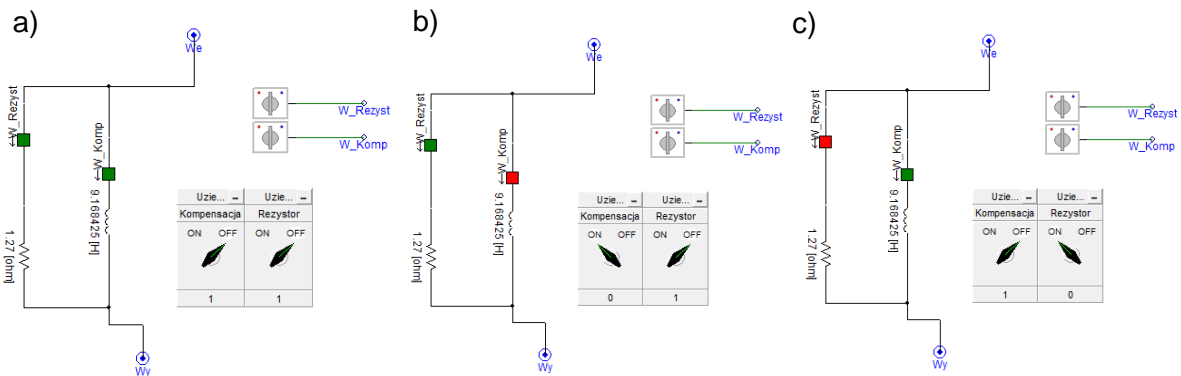 a)
We
W_Rezyst
W_Komp
W_Rezyst
W_Komp
9.168425 [H]
1.27 [ohm]
Uzie... Uzie...
Kompensacja Rezystor
ON OFF ON OFF
1 1
Wy
b)
We
W_Rezyst
W_Komp
W_Rezyst
W_Komp
9.168425 [H]
1.27 [ohm]
Uzie... Uzie...
Kompensacja Rezystor
ON OFF ON OFF
0 1
Wy
c)
We
W_Rezyst
W_Komp
W_Rezyst
W_Komp
9.168425 [H]
1.27 [ohm]
Uzie... Uzie...
Kompensacja Rezystor
ON OFF ON OFF
1 0
Wy